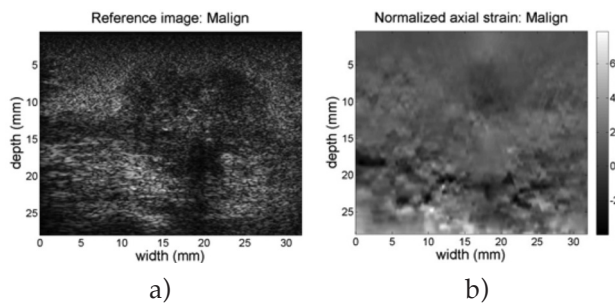 Reference image: Malign
5
10
15
20
25
depth (mm)
0 5 10 15 20 25 30
width (mm)
a)
Normalized axial strain: Malign
5
10
15
20
25
depth (mm)
0 5 10 15 20 25 30
width (mm)
6
4
2
0
b)